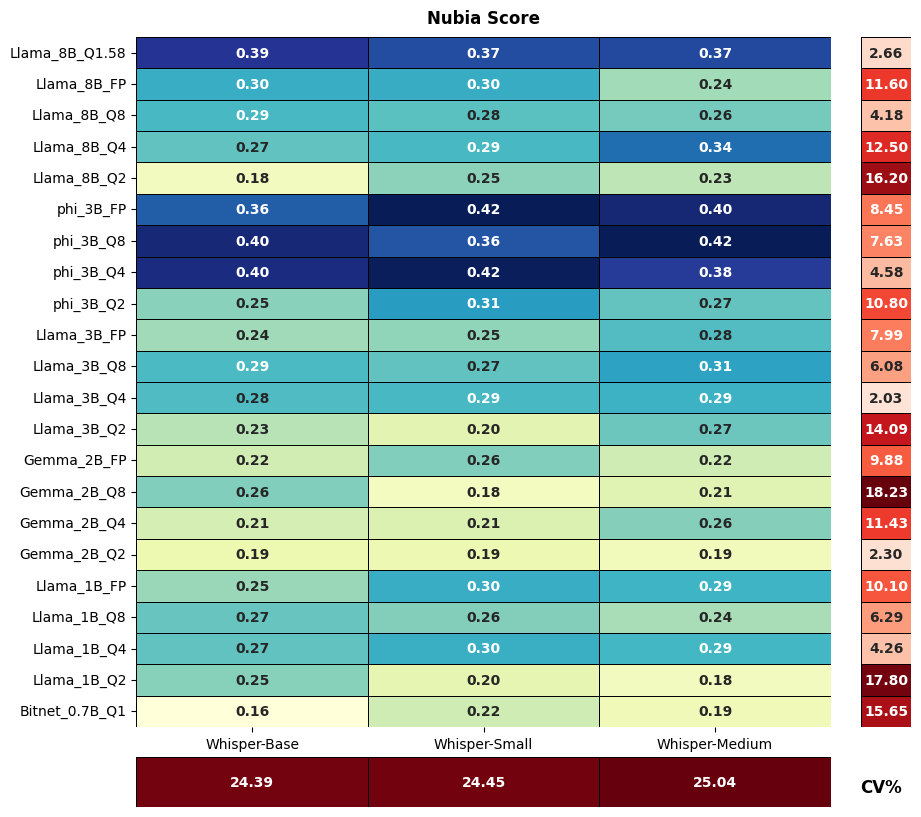 Nubia Score
Llama_8B_Q1.58 0.39 0.37 0.37 2.66
Llama_8B_FP 0.30 0.30 0.24 11.60
Llama_8B_Q8 0.29 0.28 0.26 4.18
Llama_8B_Q4 0.27 0.29 0.34 12.50
Llama_8B_Q2 0.18 0.25 0.23 16.20
phi_3B_FP 0.36 0.42 0.40 8.45
phi_3B_Q8 0.40 0.36 0.42 7.63
phi_3B_Q4 0.40 0.42 0.38 4.58
phi_3B_Q2 0.25 0.31 0.27 10.80
Llama_3B_FP 0.24 0.25 0.28 7.99
Llama_3B_Q8 0.29 0.27 0.31 6.08
Llama_3B_Q4 0.28 0.29 0.29 2.03
Llama_3B_Q2 0.23 0.20 0.27 14.09
Gemma_2B_FP 0.22 0.26 0.22 9.88
Gemma_2B_Q8 0.26 0.18 0.21 18.23
Gemma_2B_Q4 0.21 0.21 0.26 11.43
Gemma_2B_Q2 0.19 0.19 0.19 2.30
Llama_1B_FP 0.25 0.30 0.29 10.10
Llama_1B_Q8 0.27 0.26 0.24 6.29
Llama_1B_Q4 0.27 0.30 0.29 4.26
Llama_1B_Q2 0.25 0.20 0.18 17.80
Bitnet_0.7B_Q1 0.16 0.22 0.19 15.65
Whisper-Base Whisper-Small Whisper-Medium
24.39 24.45 25.04 CV%